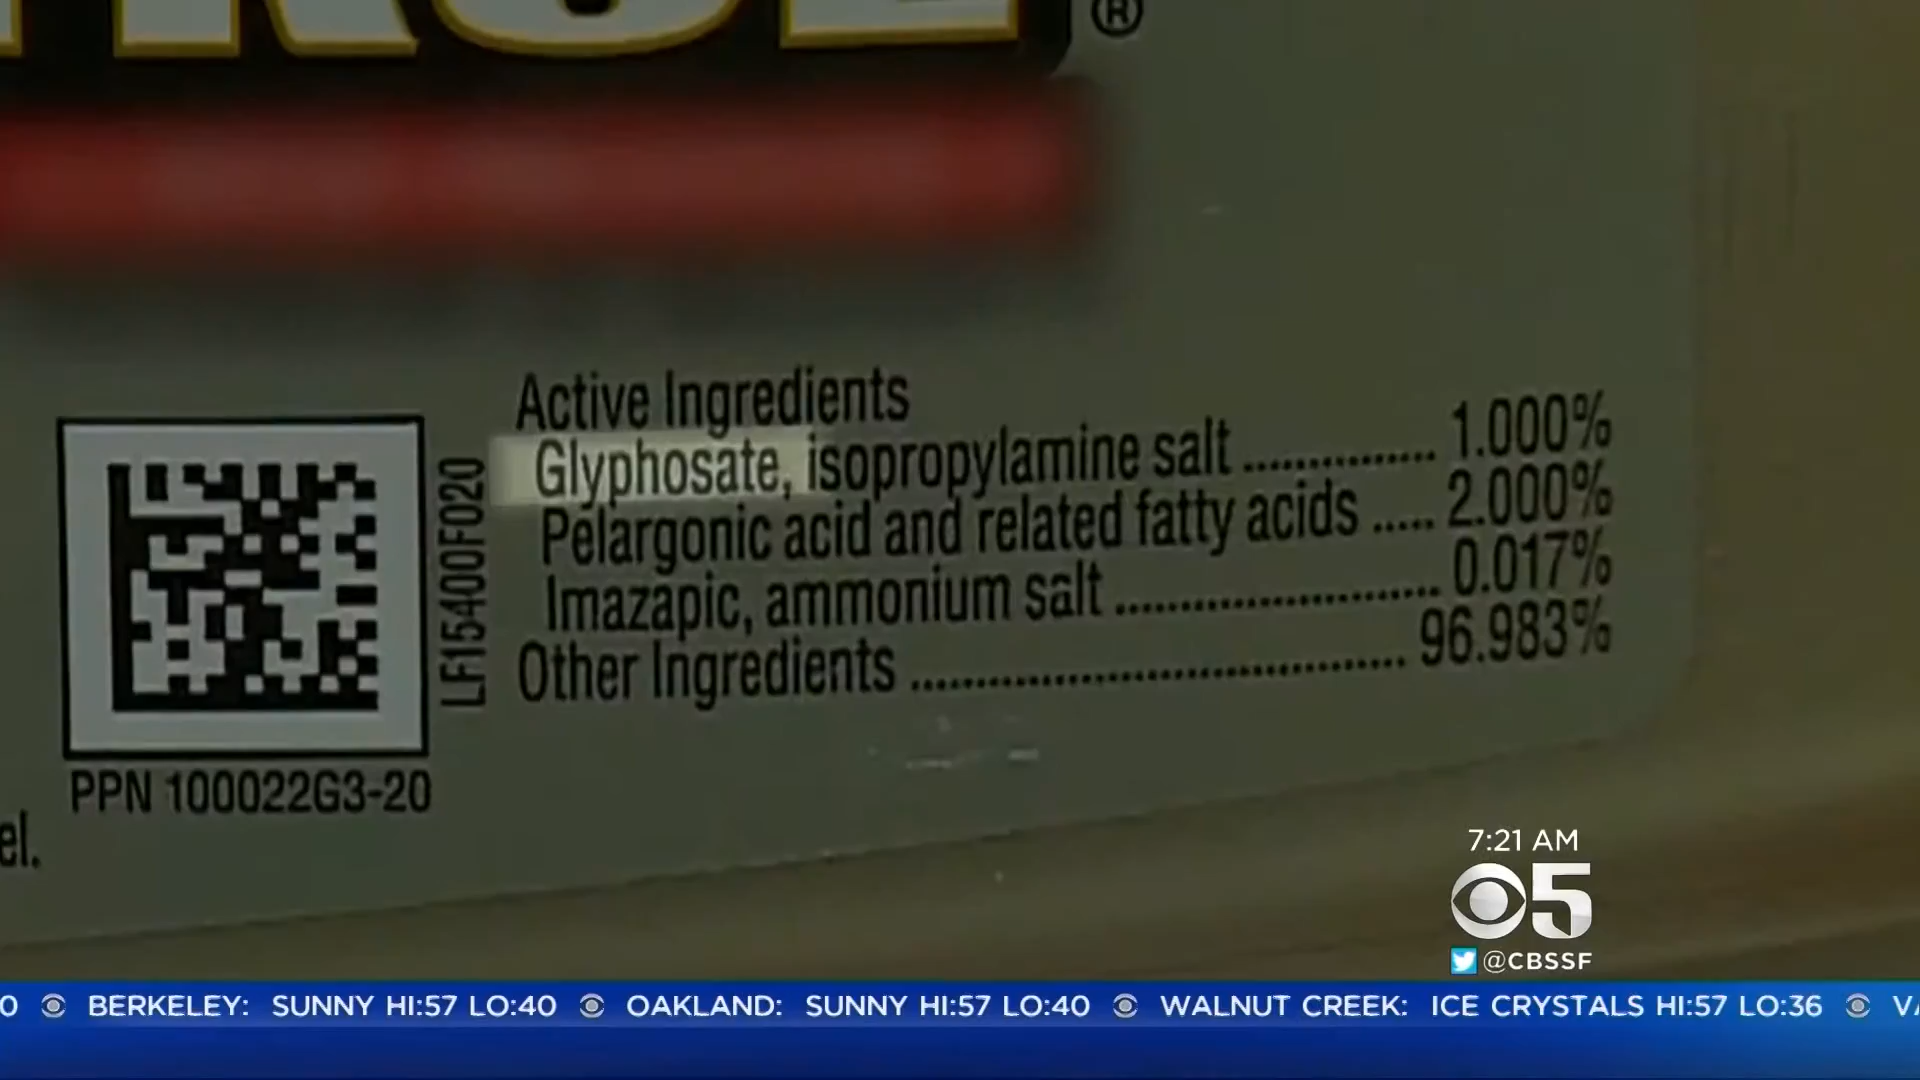 ®
Active Ingredients
Glyphosate, isopropylamine salt ............... 1.000%
Pelargonic acid and related fatty acids ..... 2.000%
Imazapic, ammonium salt ......................... 0.017%
Other Ingredients ...................................... 96.983%
LF15400F020
PPN 100022G3-20
el.
7:21 AM
5
@CBSSF
0 BERKELEY: SUNNY HI:57 LO:40 OAKLAND: SUNNY HI:57 LO:40 WALNUT CREEK: ICE CRYSTALS HI:57 LO:36